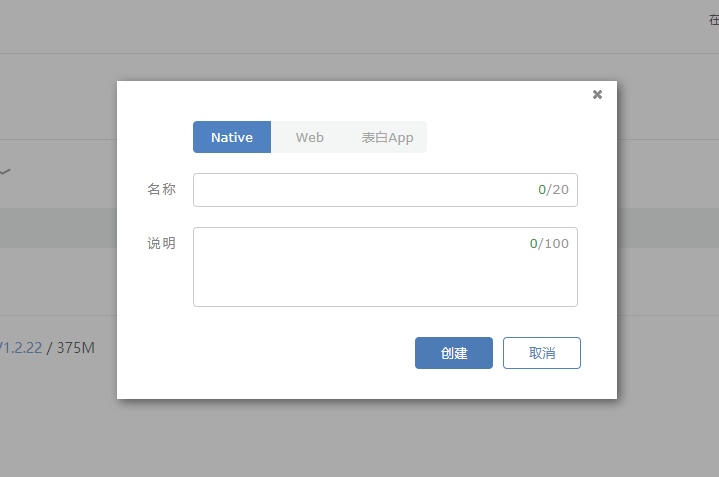 在
✖
Native Web 表白App
名称 0/20
说明 0/100
/1.2.22 / 375M
创建 取消